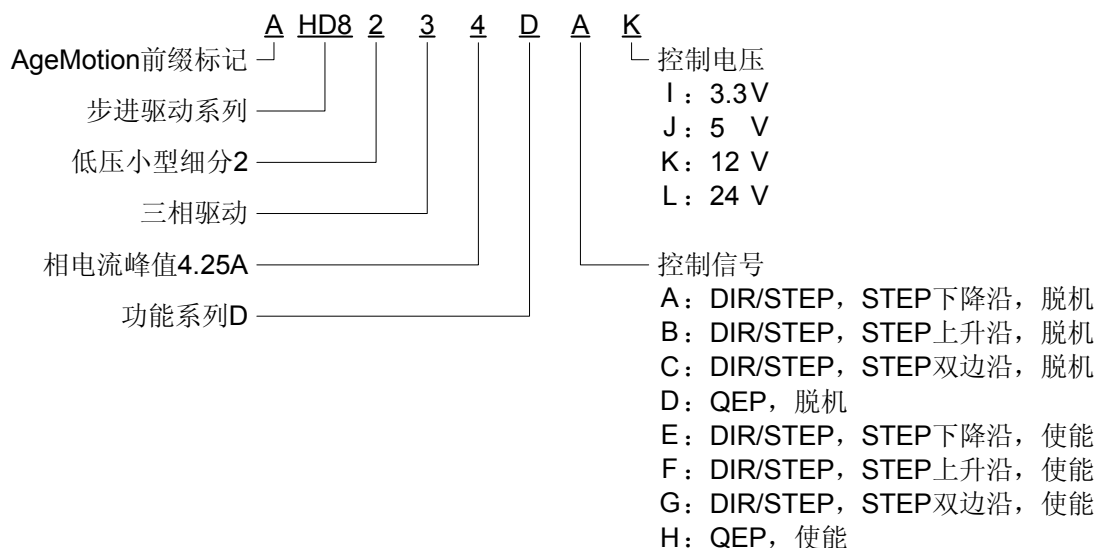 A HD8 2 3 4 D A K
AgeMotion前缀标记
步进驱动系列
低压小型细分2
三相驱动
相电流峰值4.25A
功能系列D
控制电压
I：3.3V
J：5 V
K：12 V
L：24 V
控制信号
A：DIR/STEP，STEP下降沿，脱机
B：DIR/STEP，STEP上升沿，脱机
C：DIR/STEP，STEP双边沿，脱机
D：QEP，脱机
E：DIR/STEP，STEP下降沿，使能
F：DIR/STEP，STEP上升沿，使能
G：DIR/STEP，STEP双边沿，使能
H：QEP，使能